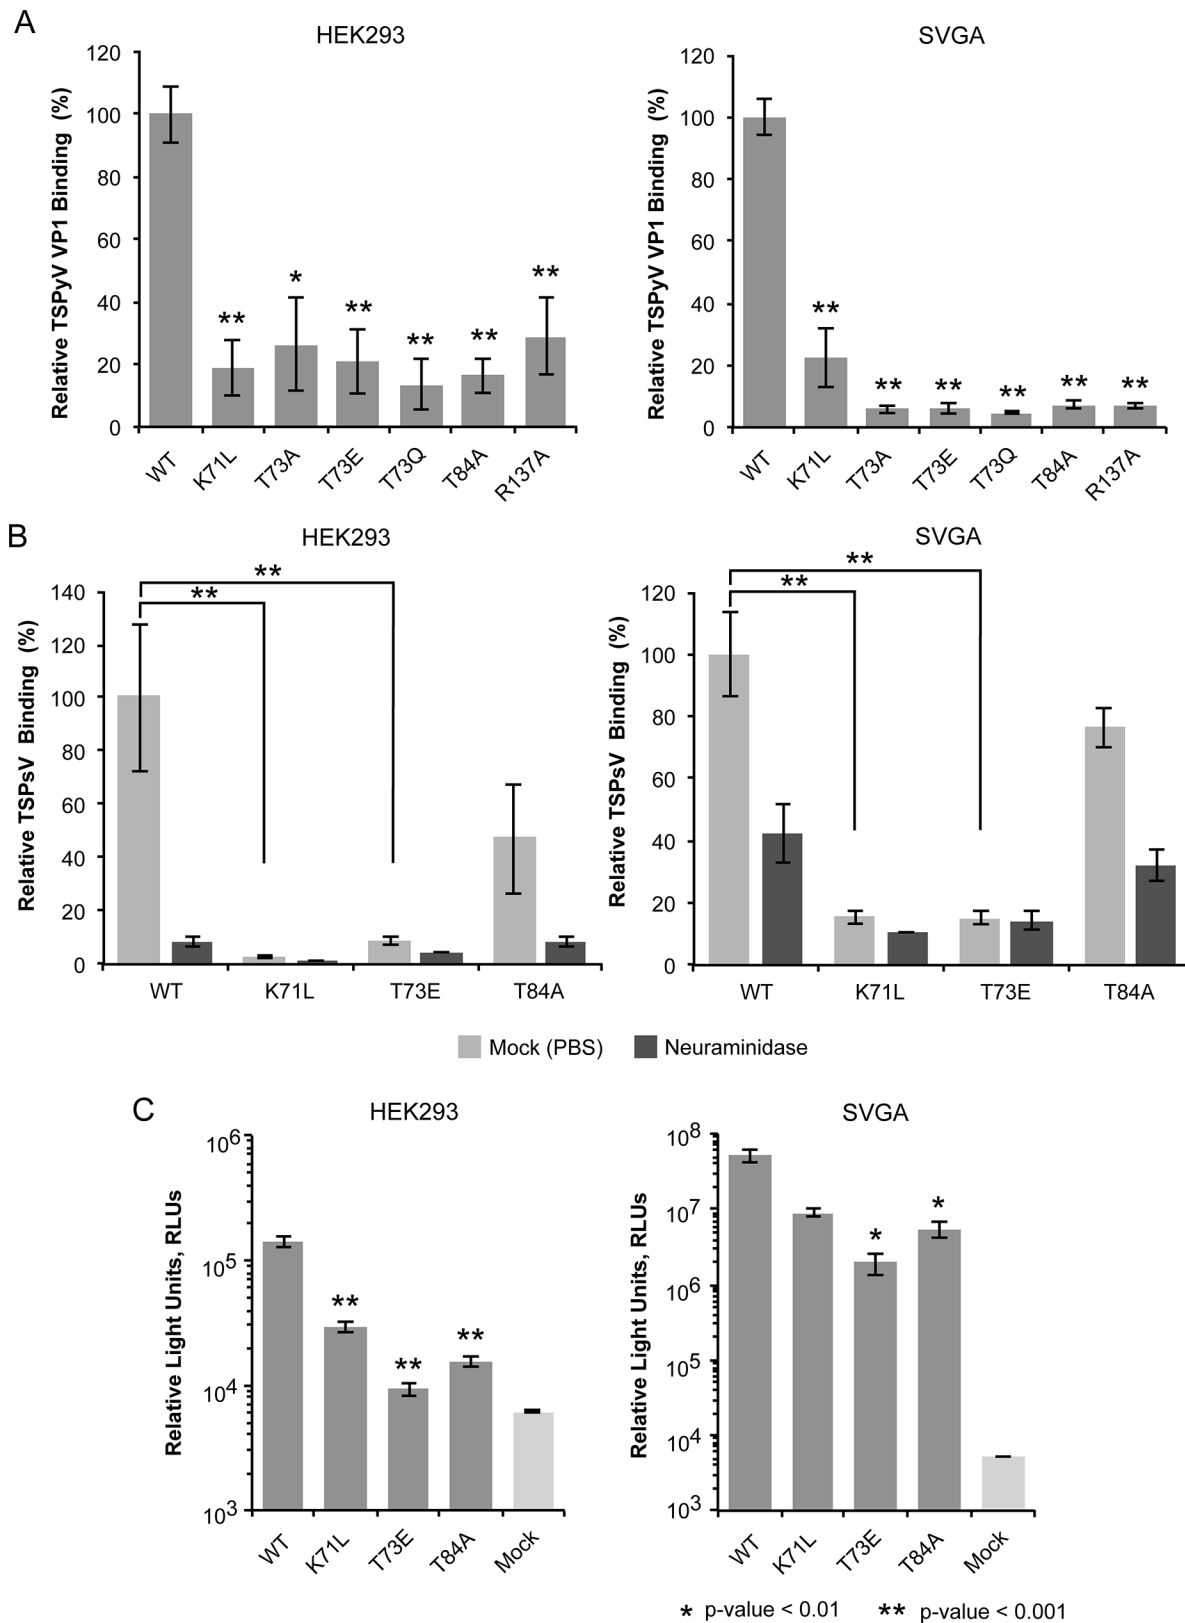 A
HEK293
SVGA
Relative TSPyV VP1 Binding (%)
120
100
80
60
40
20
0
** * ** ** ** **
WT K71L T73A T73E T73Q T84A R137A
Relative TSPyV VP1 Binding (%)
120
100
80
60
40
20
0
** ** ** ** ** **
WT K71L T73A T73E T73Q T84A R137A
B
HEK293
SVGA
Relative TSPsV Binding (%)
140
120
100
80
60
40
20
0
**
**
WT K71L T73E T84A
Relative TSPsV Binding (%)
120
100
80
60
40
20
0
**
**
WT K71L T73E T84A
Mock (PBS) Neuraminidase
C
HEK293
SVGA
Relative Light Units, RLUs
10^6
10^5
10^4
10^3
** ** **
WT K71L T73E T84A Mock
Relative Light Units, RLUs
10^8
10^7
10^6
10^5
10^4
10^3
* *
WT K71L T73E T84A Mock
* p-value < 0.01 ** p-value < 0.001